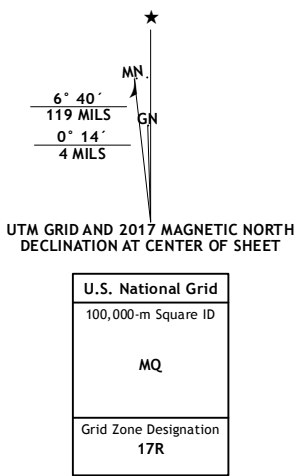 ★
MN
GN
6° 40´
119 MILS
0° 14´
4 MILS
UTM GRID AND 2017 MAGNETIC NORTH
DECLINATION AT CENTER OF SHEET
U.S. National Grid
100,000-m Square ID
MQ
Grid Zone Designation
17R